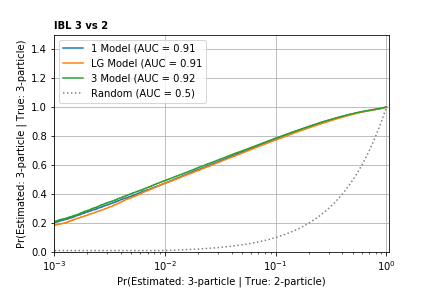 IBL 3 vs 2
1 Model (AUC = 0.91
LG Model (AUC = 0.91
3 Model (AUC = 0.92
Random (AUC = 0.5)
Pr(Estimated: 3-particle | True: 3-particle)
1.4
1.2
1.0
0.8
0.6
0.4
0.2
0.0
10⁻³ 10⁻² 10⁻¹ 10⁰
Pr(Estimated: 3-particle | True: 2-particle)